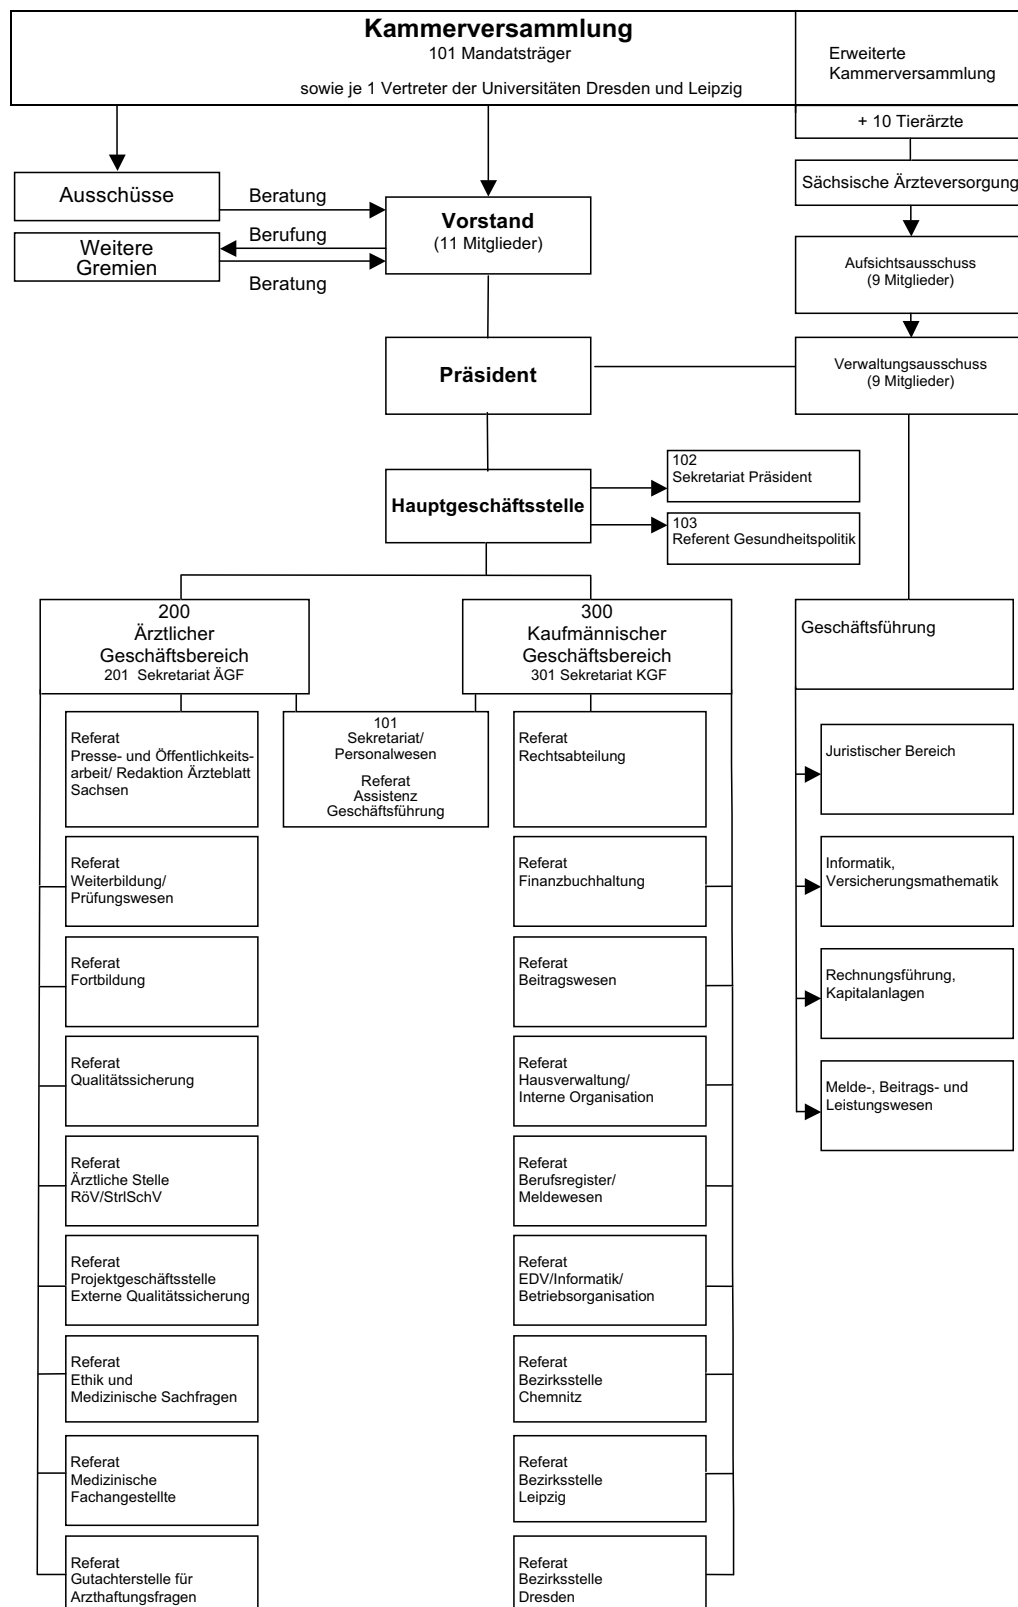 Kammerversammlung
101 Mandatsträger
sowie je 1 Vertreter der Universitäten Dresden und Leipzig
Erweiterte
Kammerversammlung
+ 10 Tierärzte
Ausschüsse
Beratung
Weitere
Gremien
Berufung
Beratung
Vorstand
(11 Mitglieder)
Sächsische Ärzteversorgung
Aufsichtsausschuss
(9 Mitglieder)
Präsident
Verwaltungsausschuss
(9 Mitglieder)
Hauptgeschäftsstelle
102
Sekretariat Präsident
103
Referent Gesundheitspolitik
200
Ärztlicher
Geschäftsbereich
201 Sekretariat ÄGF
300
Kaufmännischer
Geschäftsbereich
301 Sekretariat KGF
Geschäftsführung
Referat
Presse- und Öffentlichkeits-
arbeit/ Redaktion Ärzteblatt
Sachsen
101
Sekretariat/
Personalwesen
Referat
Assistenz
Geschäftsführung
Referat
Rechtsabteilung
Juristischer Bereich
Referat
Weiterbildung/
Prüfungswesen
Referat
Finanzbuchhaltung
Informatik,
Versicherungsmathematik
Referat
Fortbildung
Referat
Beitragswesen
Rechnungsführung,
Kapitalanlagen
Referat
Qualitätssicherung
Referat
Hausverwaltung/
Interne Organisation
Melde-, Beitrags- und
Leistungswesen
Referat
Ärztliche Stelle
RöV/StrlSchV
Referat
Berufsregister/
Meldewesen
Referat
Projektgeschäftsstelle
Externe Qualitätssicherung
Referat
EDV/Informatik/
Betriebsorganisation
Referat
Ethik und
Medizinische Sachfragen
Referat
Bezirksstelle
Chemnitz
Referat
Medizinische
Fachangestellte
Referat
Bezirksstelle
Leipzig
Referat
Gutachterstelle für
Arzthaftungsfragen
Referat
Bezirksstelle
Dresden